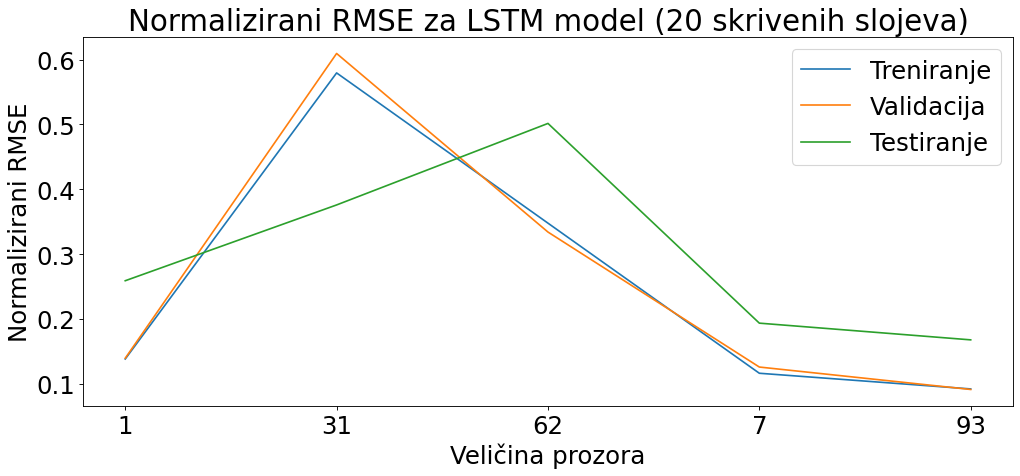 Normalizirani RMSE za LSTM model (20 skrivenih slojeva)
Treniranje
Validacija
Testiranje
Normalizirani RMSE
0.6
0.5
0.4
0.3
0.2
0.1
1 31 62 7 93
Veličina prozora